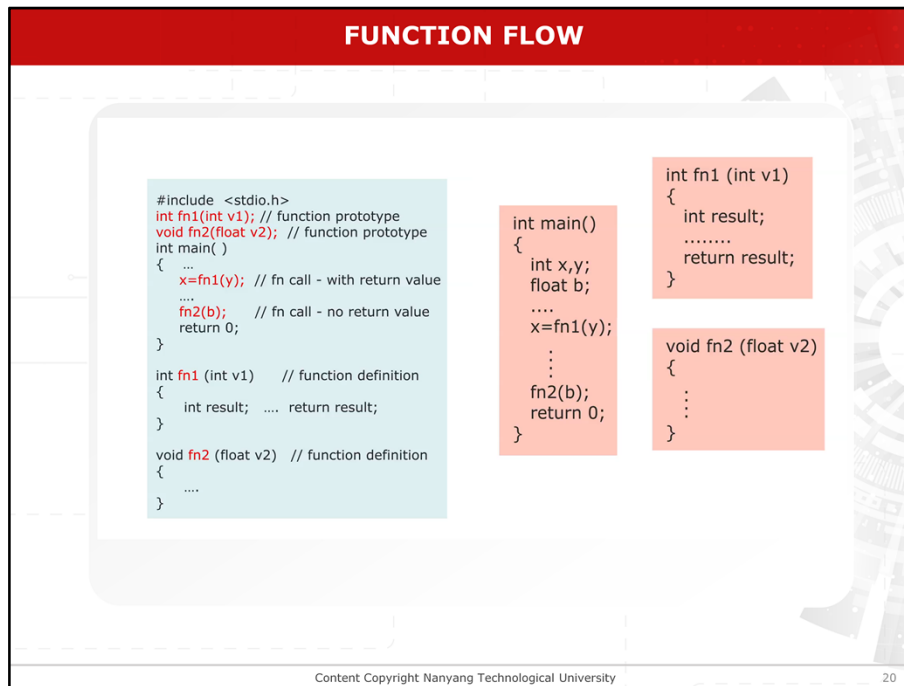 FUNCTION FLOW
#include <stdio.h>
int fn1(int v1); // function prototype
void fn2(float v2); // function prototype
int main( )
{ ...
x=fn1(y); // fn call - with return value
....
fn2(b); // fn call - no return value
return 0;
}
int fn1 (int v1) // function definition
{
int result; .... return result;
}
void fn2 (float v2) // function definition
{
....
}
int main()
{
int x,y;
float b;
....
x=fn1(y);
⋮
⋮
fn2(b);
return 0;
}
int fn1 (int v1)
{
int result;
........
return result;
}
void fn2 (float v2)
{
⋮
⋮
}
Content Copyright Nanyang Technological University
20